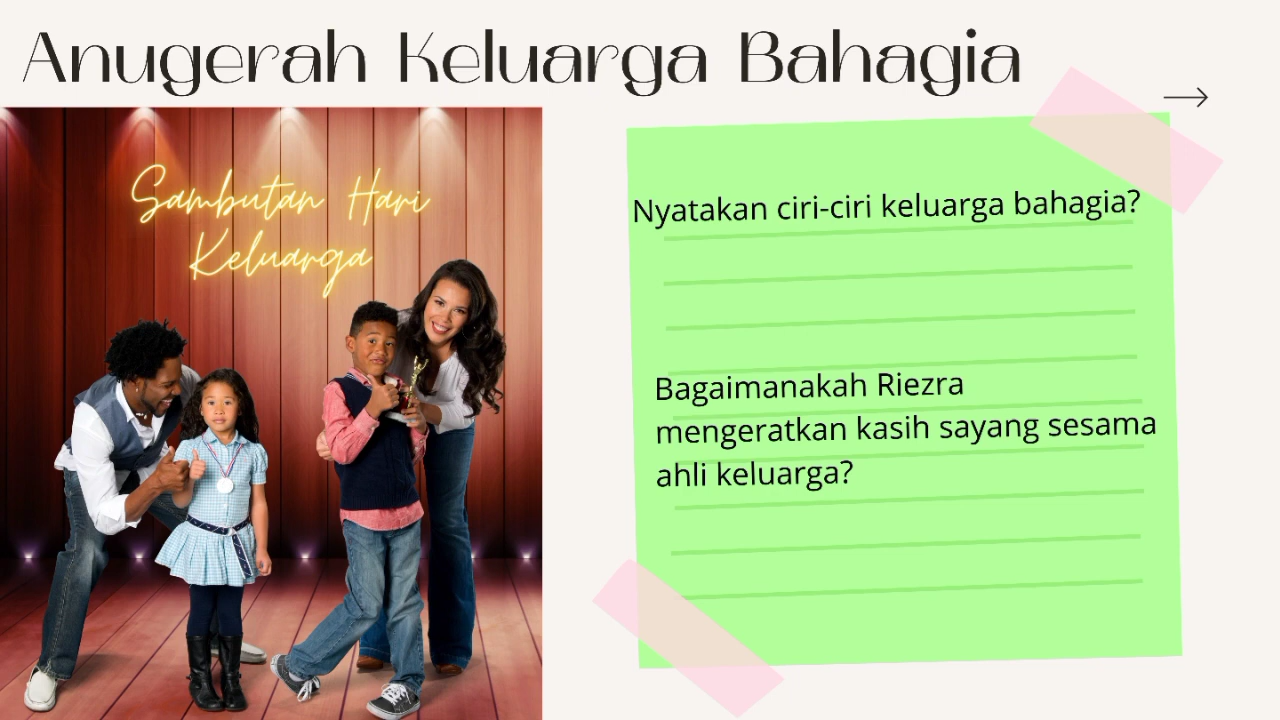 Anugerah Keluarga Bahagia
Sambutan Hari
Keluarga
Nyatakan ciri-ciri keluarga bahagia?
Bagaimanakah Riezra
mengeratkan kasih sayang sesama
ahli keluarga?